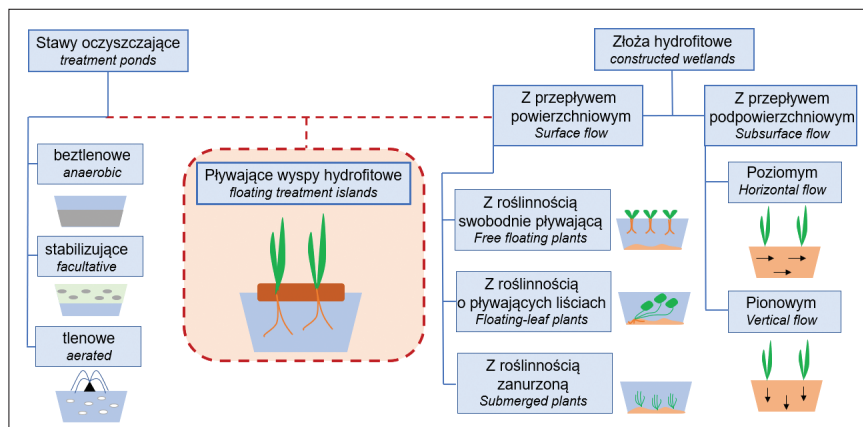 Stawy oczyszczające
treatment ponds
Złoża hydrofitowe
constructed wetlands
Z przepływem
powierzchniowym
Surface flow
Z przepływem
podpowierzchniowym
Subsurface flow
beztlenowe
anaerobic
stabilizujące
facultative
tlenowe
aerated
Pływające wyspy hydrofitowe
floating treatment islands
Z roślinnością
swobodnie pływającą
Free floating plants
Z roślinnością
o pływających liściach
Floating-leaf plants
Z roślinnością
zanurzoną
Submerged plants
Poziomym
Horizontal flow
Pionowym
Vertical flow